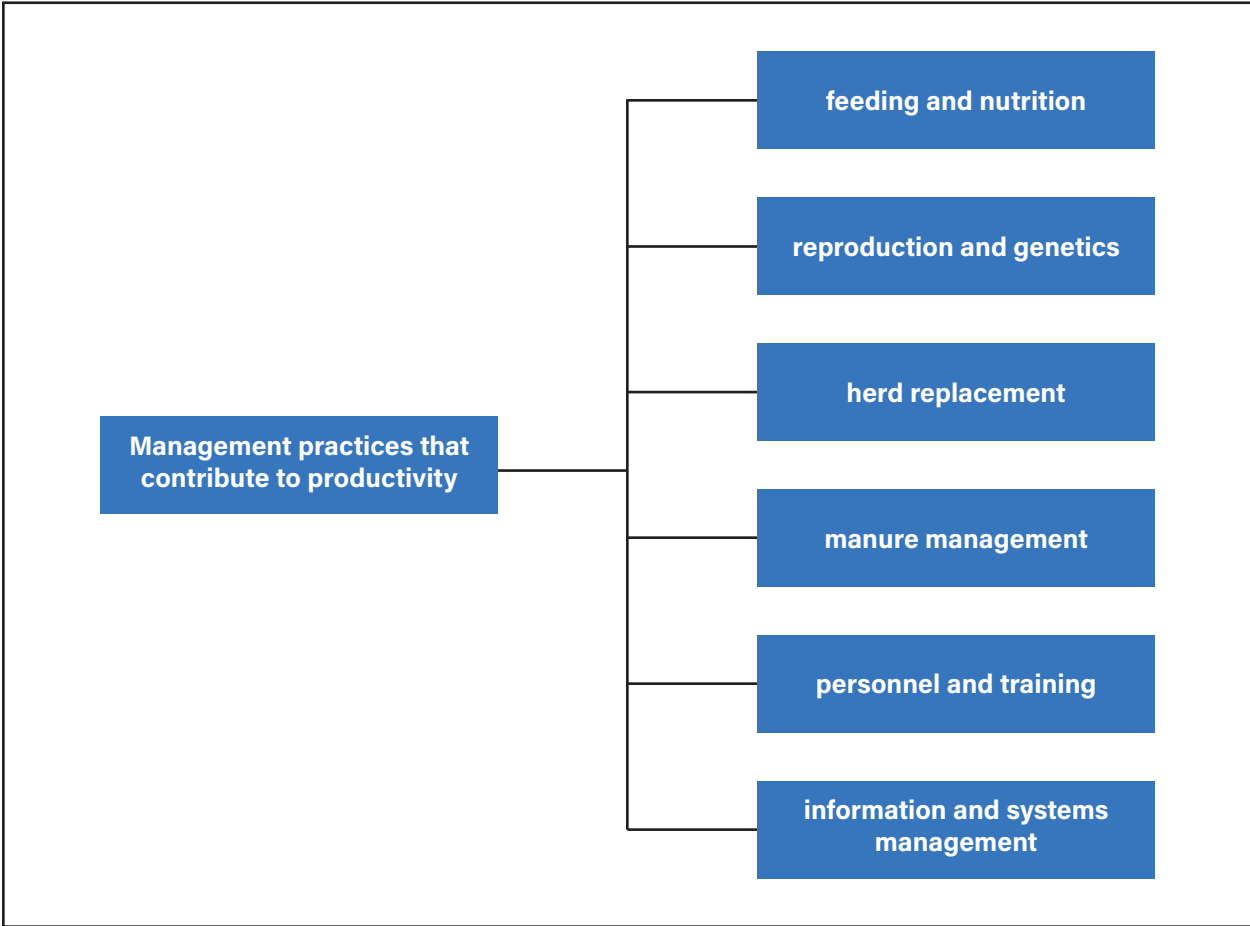 feeding and nutrition
reproduction and genetics
herd replacement
Management practices that
contribute to productivity
manure management
personnel and training
information and systems
management